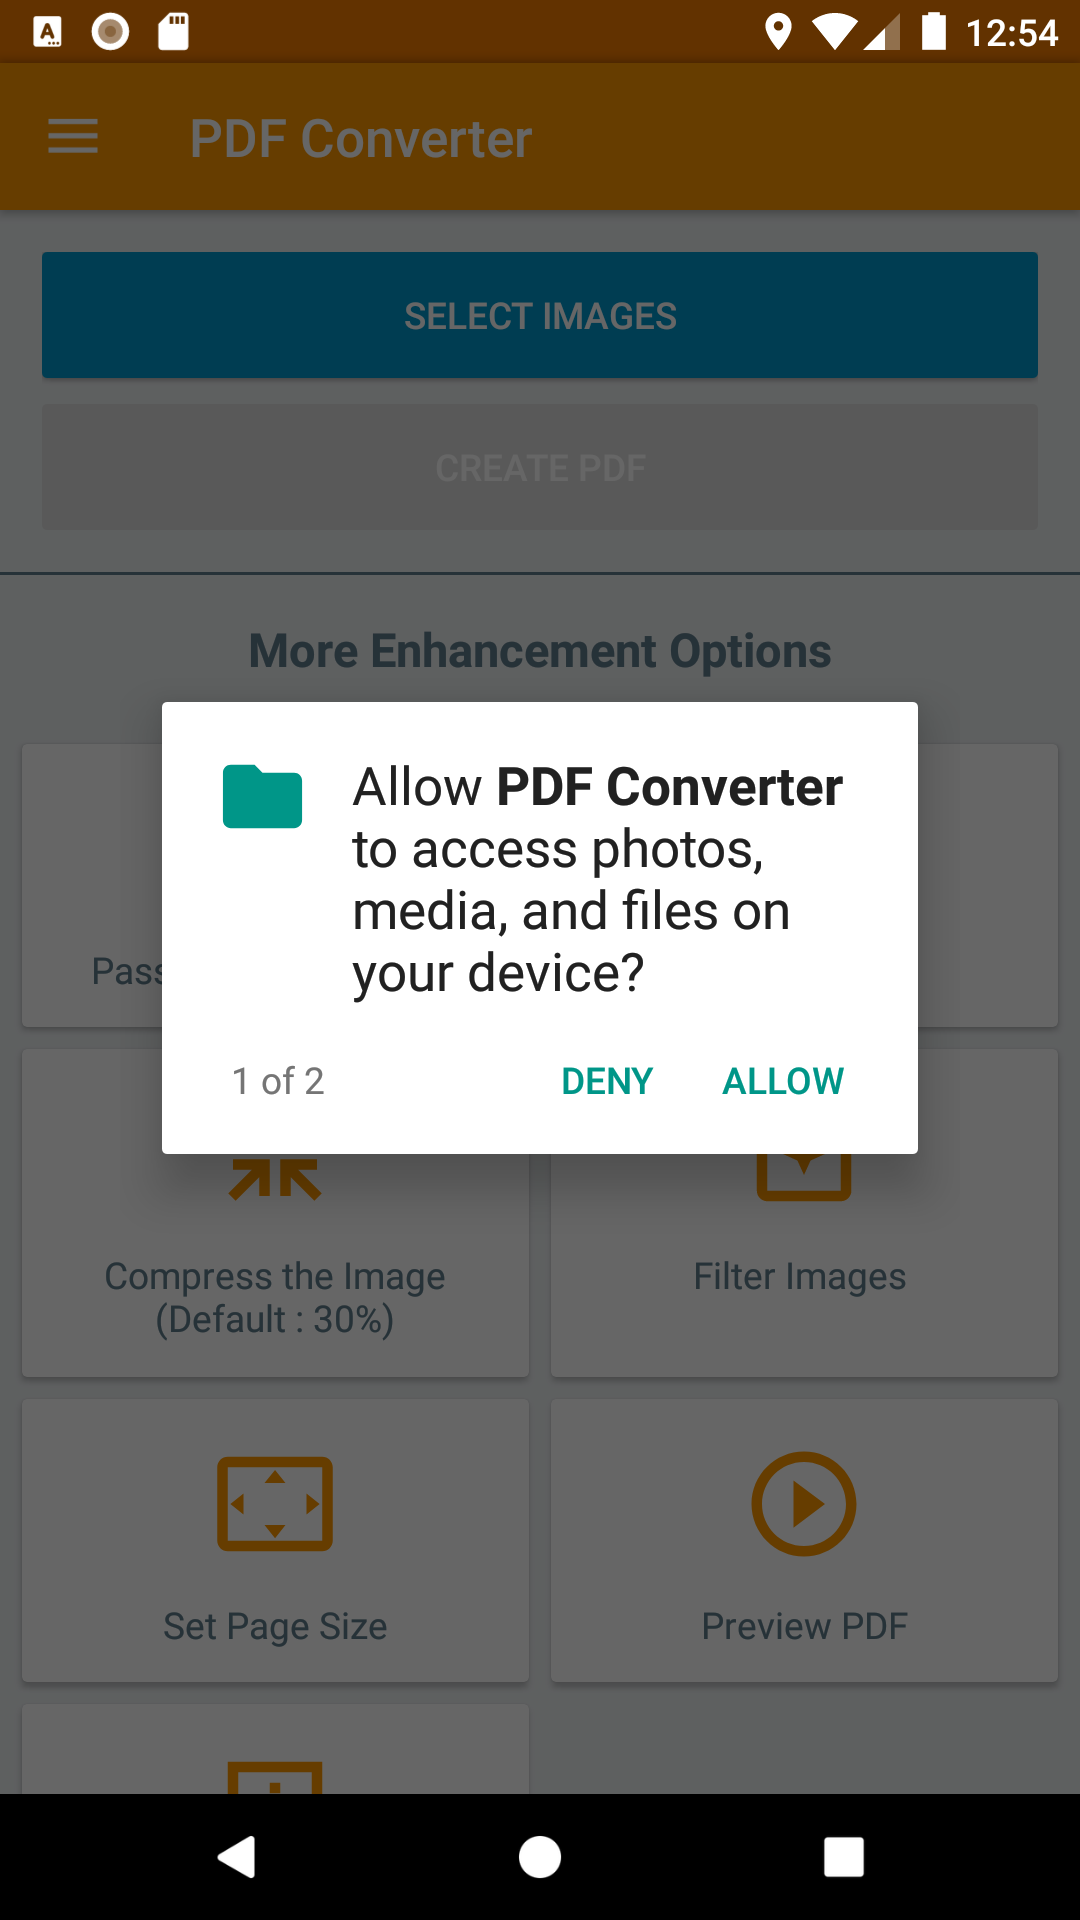 12:54
PDF Converter
SELECT IMAGES
CREATE PDF
More Enhancement Options
Allow PDF Converter
to access photos,
media, and files on
your device?
1 of 2
DENY
ALLOW
Compress the Image
(Default : 30%)
Filter Images
Set Page Size
Preview PDF